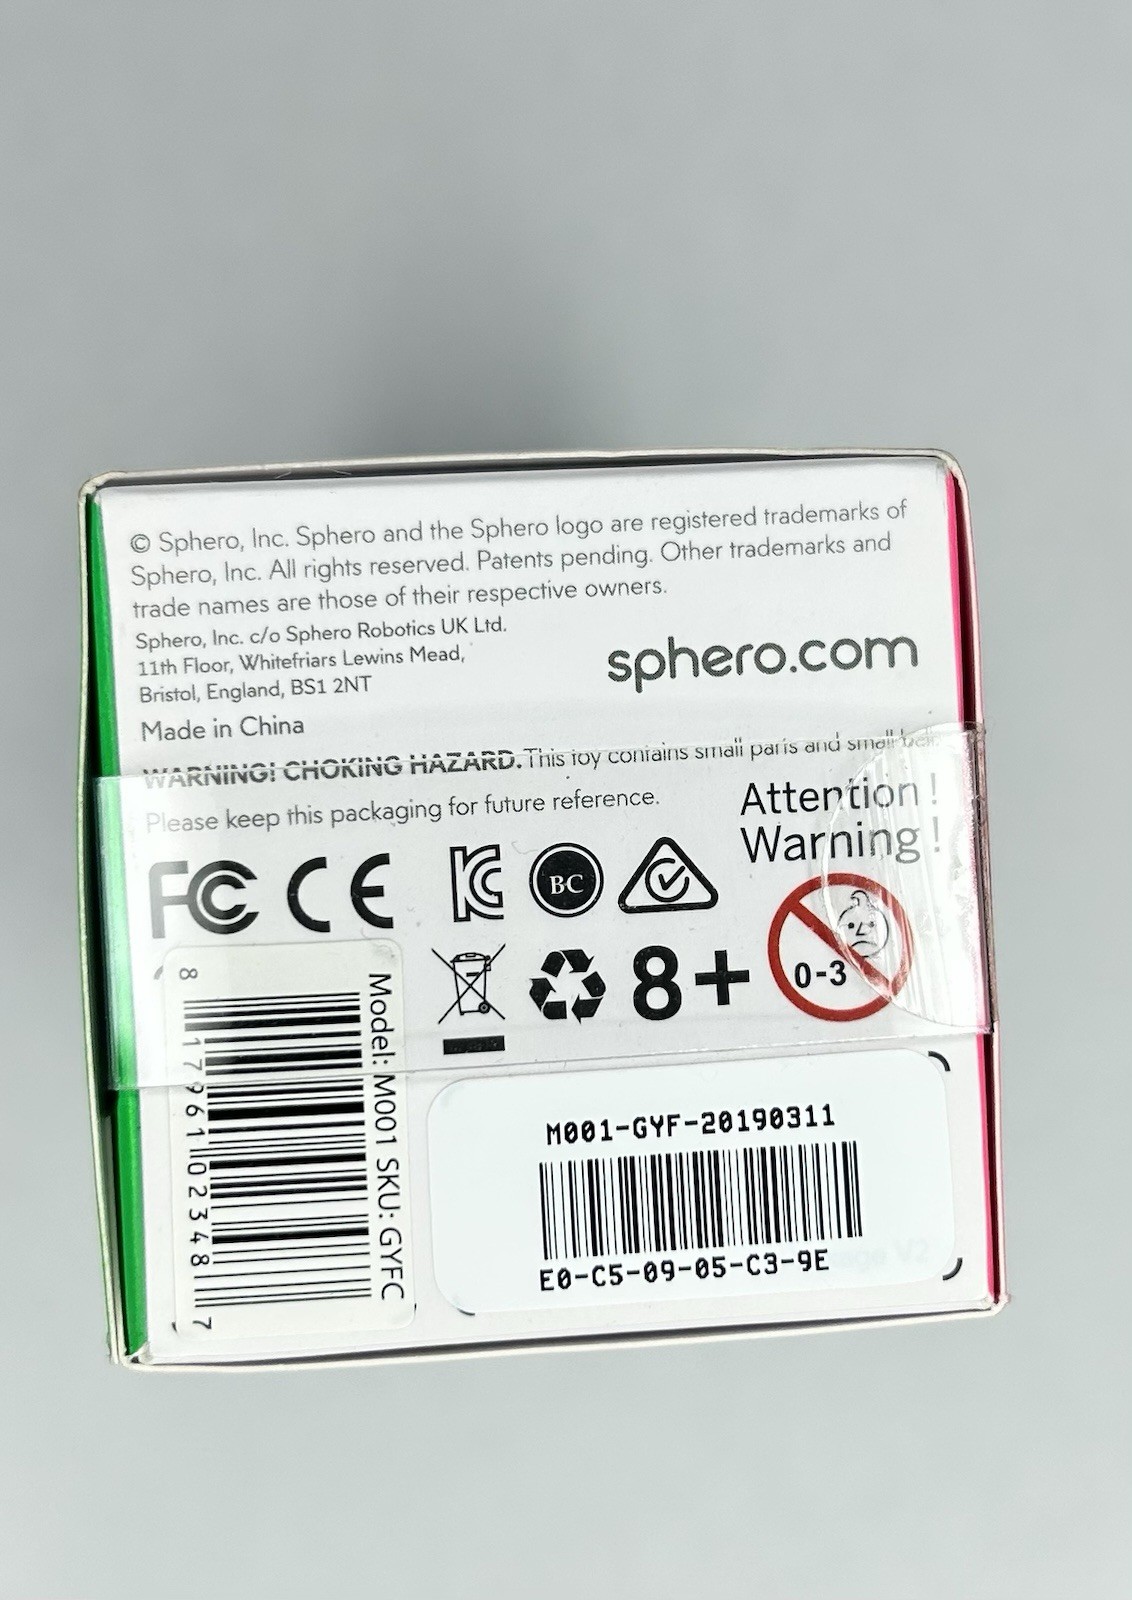 © Sphero, Inc. Sphero and the Sphero logo are registered trademarks of
Sphero, Inc. All rights reserved. Patents pending. Other trademarks and
trade names are those of their respective owners.
Sphero, Inc. c/o Sphero Robotics UK Ltd.
11th Floor, Whitefriars Lewins Mead,
Bristol, England, BS1 2NT
sphero.com
Made in China
WARNING! CHOKING HAZARD. This toy contains small parts and small
Please keep this packaging for future reference.
Attention !
Warning !
FC CE
BC
8+
0-3
Model: M001 SKU: GYFC
8 17961 02348 7
M001-GYF-20190311
E0-C5-09-05-C3-9E
V2